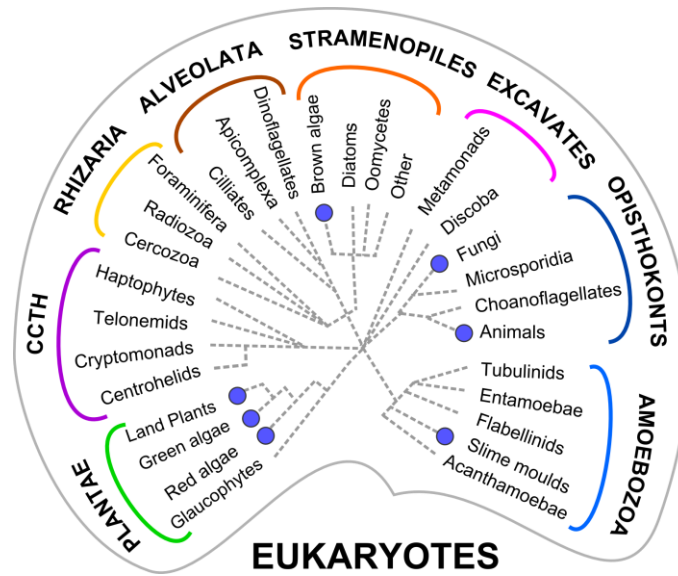 STRAMENOPILES
ALVEOLATA
EXCAVATES
RHIZARIA
OPISTHOKONTS
CCTH
AMOEBOZOA
PLANTAE
Glaucophytes
Red algae
Green algae
Land Plants
Centrohelids
Cryptomonads
Telonemids
Haptophytes
Cercozoa
Radiozoa
Foraminifera
Cilliates
Apicomplexa
Dinoflagellates
Brown algae
Diatoms
Oomycetes
Other
Metamonads
Discoba
Fungi
Microsporidia
Choanoflagellates
Animals
Tubulinids
Entamoebae
Flabellinids
Slime moulds
Acanthamoebae
EUKARYOTES